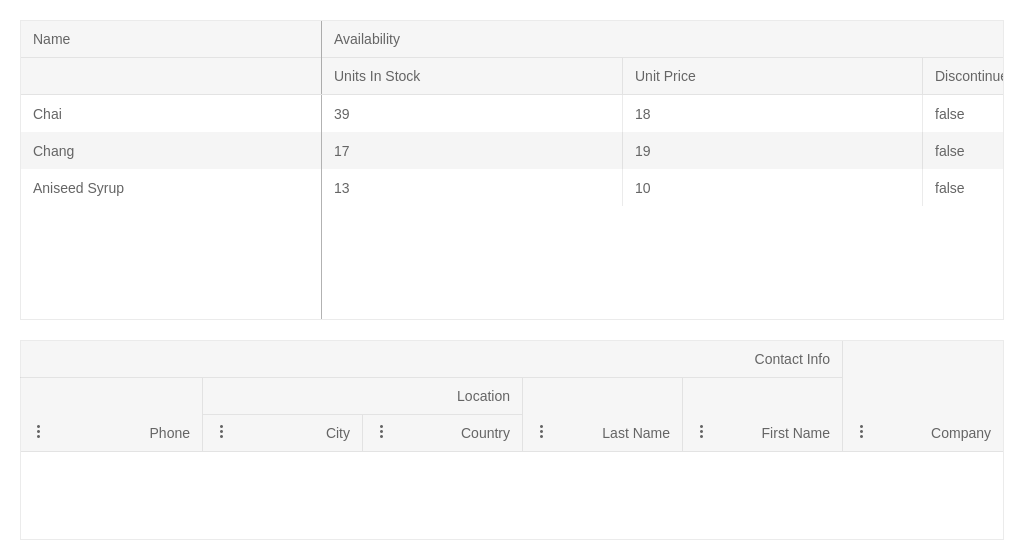 Name Availability
Units In Stock Unit Price Discontinue
Chai 39 18 false
Chang 17 19 false
Aniseed Syrup 13 10 false
Contact Info
Location
Phone City Country Last Name First Name Company